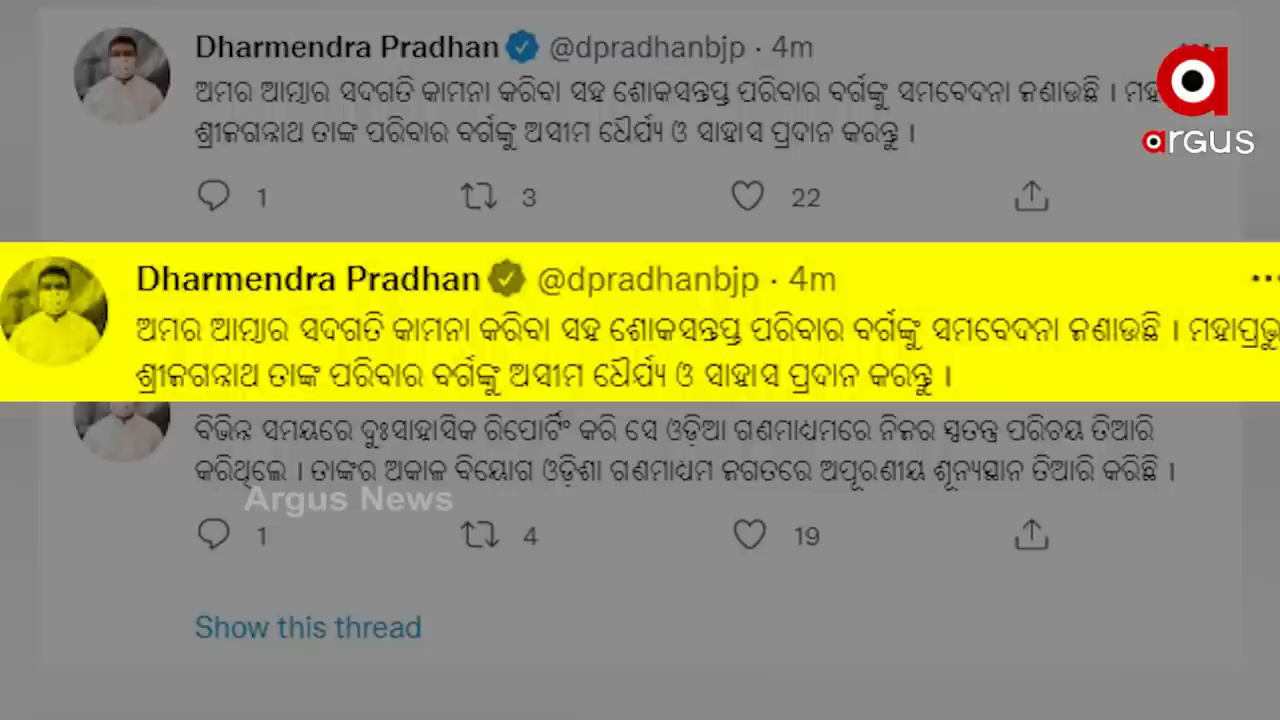 Dharmendra Pradhan @dpradhanbjp · 4m
ଅମର ଆତ୍ମାର ସଦଗତି କାମନା କରିବା ସହ ଶୋକସନ୍ତପ୍ତ ପରିବାର ବର୍ଗଙ୍କୁ ସମବେଦନା ଜଣାଉଛି ।
ଶ୍ରୀଜଗନ୍ନାଥ ତାଙ୍କ ପରିବାର ବର୍ଗଙ୍କୁ ଅସୀମ ଧୈର୍ଯ୍ୟ ଓ ସାହାସ ପ୍ରଦାନ କରନ୍ତୁ ।
argus
1 3 22
Dharmendra Pradhan @dpradhanbjp · 4m ...
ଅମର ଆତ୍ମାର ସଦଗତି କାମନା କରିବା ସହ ଶୋକସନ୍ତପ୍ତ ପରିବାର ବର୍ଗଙ୍କୁ ସମବେଦନା ଜଣାଉଛି । ମହାପ୍ରଭୁ
ଶ୍ରୀଜଗନ୍ନାଥ ତାଙ୍କ ପରିବାର ବର୍ଗଙ୍କୁ ଅସୀମ ଧୈର୍ଯ୍ୟ ଓ ସାହାସ ପ୍ରଦାନ କରନ୍ତୁ ।
ବିଭିନ୍ନ ସମୟରେ ଦୁଃସାହାସିକ ରିପୋର୍ଟିଂ କରି ସେ ଓଡ଼ିଆ ଗଣମାଧ୍ୟମରେ ନିଜର ସ୍ୱତନ୍ତ୍ର ପରିଚୟ ତିଆରି
କରିଥିଲେ । ତାଙ୍କର ଅକାଳ ବିୟୋଗ ଓଡ଼ିଶା ଗଣମାଧ୍ୟମ ଜଗତରେ ଅପୂରଣୀୟ ଶୂନ୍ୟସ୍ଥାନ ତିଆରି କରିଛି ।
Argus News
1 4 19
Show this thread